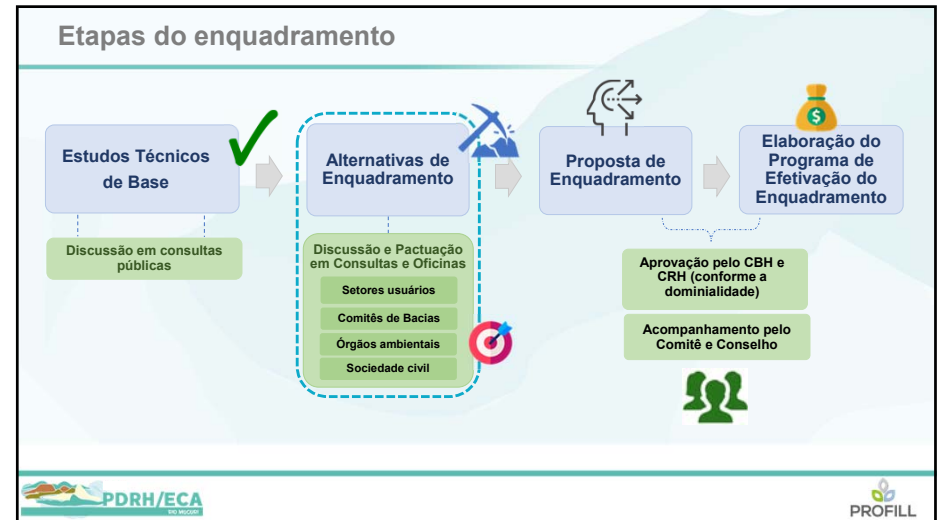 Etapas do enquadramento
Estudos Técnicos
de Base
Alternativas de
Enquadramento
Proposta de
Enquadramento
Elaboração do
Programa de
Efetivação do
Enquadramento
Discussão em consultas
públicas
Discussão e Pactuação
em Consultas e Oficinas
Setores usuários
Comitês de Bacias
Órgãos ambientais
Sociedade civil
Aprovação pelo CBH e
CRH (conforme a
dominialidade)
Acompanhamento pelo
Comitê e Conselho
PDRH/ECA
RIO MUCURI
PROFILL